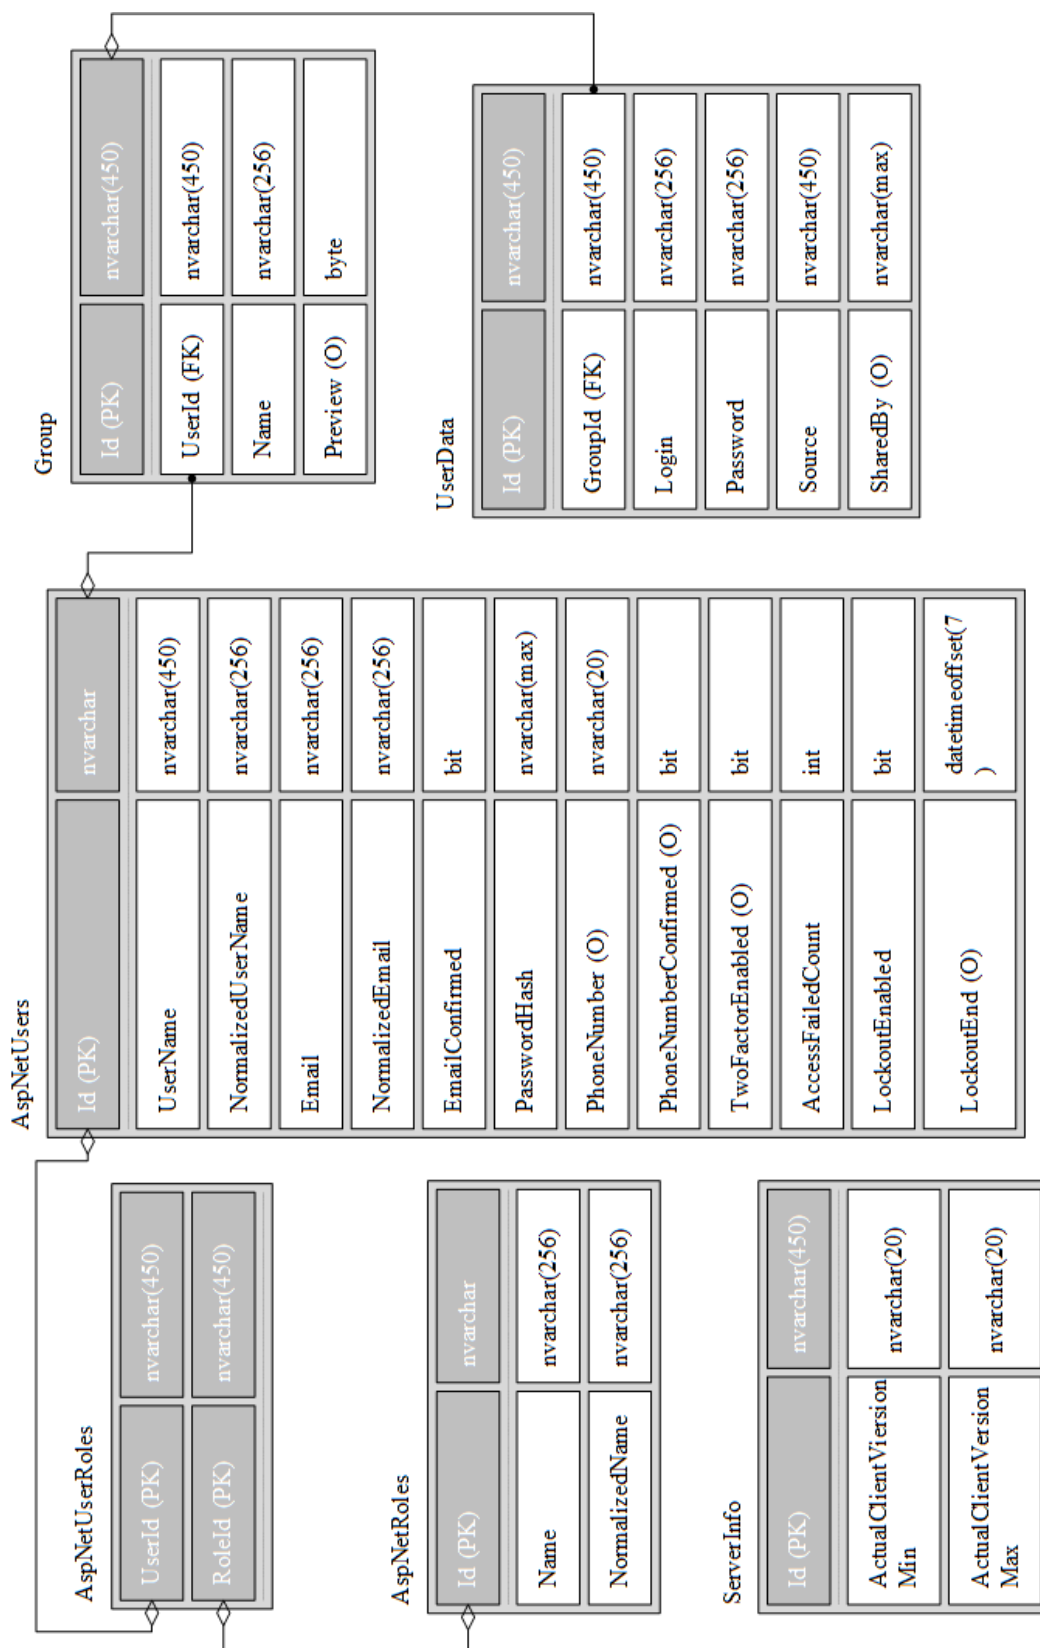 AspNetUserRoles
UserId (PK) nvarchar(450)
RoleId (PK) nvarchar(450)
AspNetRoles
Id (PK) nvarchar
Name nvarchar(256)
NormalizedName nvarchar(256)
ServerInfo
Id (PK) nvarchar(450)
ActualClientViersion
Min
nvarchar(20)
ActualClientVersion
Max
nvarchar(20)
AspNetUsers
Id (PK) nvarchar
UserName nvarchar(450)
NormalizedUserName nvarchar(256)
Email nvarchar(256)
NormalizedEmail nvarchar(256)
EmailConfirmed bit
PasswordHash nvarchar(max)
PhoneNumber (O) nvarchar(20)
PhoneNumberConfirmed (O) bit
TwoFactorEnabled (O) bit
AccessFailedCount int
LockoutEnabled bit
LockoutEnd (O) datetimeoffset(7
)
Group
Id (PK) nvarchar(450)
UserId (FK) nvarchar(450)
Name nvarchar(256)
Preview (O) byte
UserData
Id (PK) nvarchar(450)
GroupId (FK) nvarchar(450)
Login nvarchar(256)
Password nvarchar(256)
Source nvarchar(450)
SharedBy (O) nvarchar(max)